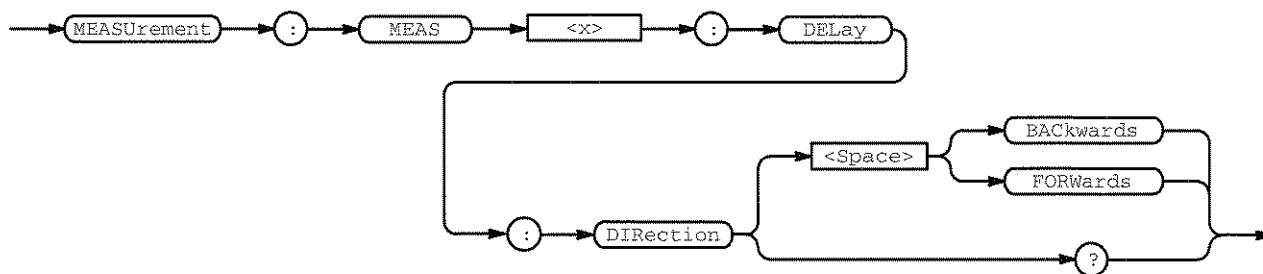 MEASUrement : MEAS <x> : DELay
BACkwards
<Space>
FORWards
: DIRection
?